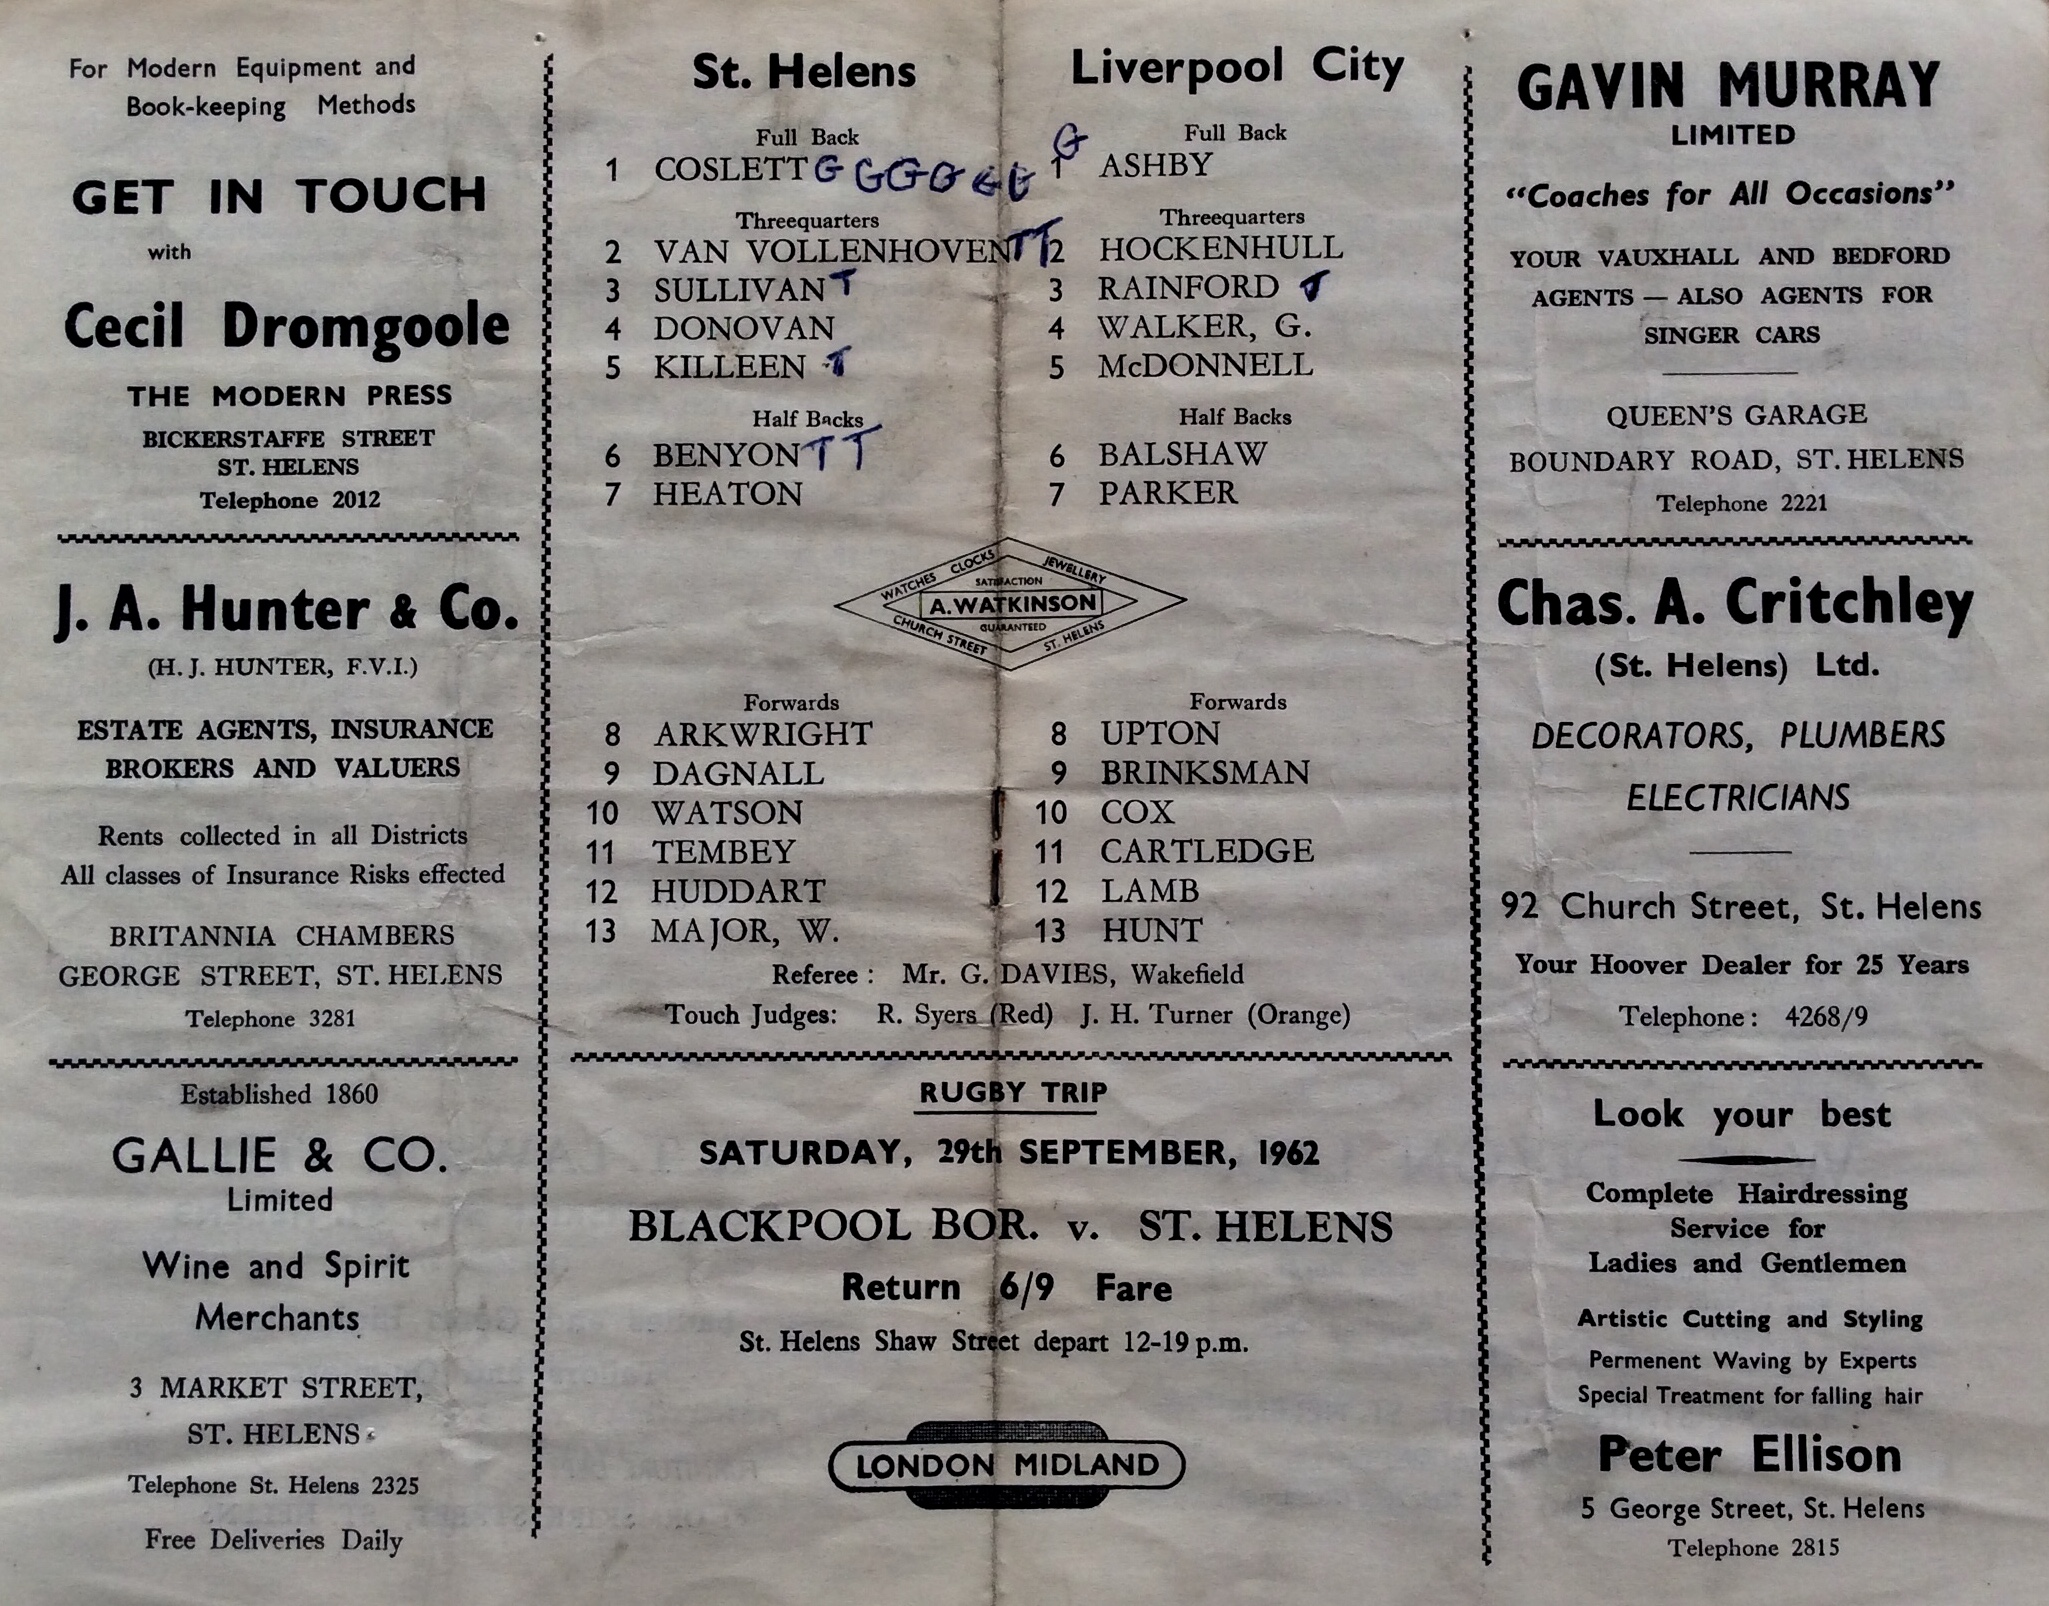 For Modern Equipment and
Book-keeping Methods
GET IN TOUCH
with
Cecil Dromgoole
THE MODERN PRESS
BICKERSTAFFE STREET
ST. HELENS
Telephone 2012
J. A. Hunter & Co.
(H. J. HUNTER, F.V.I.)
ESTATE AGENTS, INSURANCE
BROKERS AND VALUERS
Rents collected in all Districts
All classes of Insurance Risks effected
BRITANNIA CHAMBERS
GEORGE STREET, ST. HELENS
Telephone 3281
Established 1860
GALLIE & CO.
Limited
Wine and Spirit
Merchants
3 MARKET STREET,
ST. HELENS
Telephone St. Helens 2325
Free Deliveries Daily
St. Helens
Full Back
1 COSLETT G G G G G G
Threequarters
2 VAN VOLLENHOVEN T T
3 SULLIVAN T
4 DONOVAN
5 KILLEEN T
Half Backs
6 BENYON T T
7 HEATON
Liverpool City
Full Back
G
1 ASHBY
Threequarters
2 HOCKENHULL
3 RAINFORD T
4 WALKER, G.
5 McDONNELL
Half Backs
6 BALSHAW
7 PARKER
WATCHES CLOCKS JEWELLERY
SATISFACTION
A. WATKINSON
GUARANTEED
CHURCH STREET ST. HELENS
Forwards
8 ARKWRIGHT
9 DAGNALL
10 WATSON
11 TEMBEY
12 HUDDART
13 MAJOR, W.
Forwards
8 UPTON
9 BRINKSMAN
10 COX
11 CARTLEDGE
12 LAMB
13 HUNT
Referee : Mr. G. DAVIES, Wakefield
Touch Judges: R. Syers (Red) J. H. Turner (Orange)
RUGBY TRIP
SATURDAY, 29th SEPTEMBER, 1962
BLACKPOOL BOR. v. ST. HELENS
Return 6/9 Fare
St. Helens Shaw Street depart 12-19 p.m.
LONDON MIDLAND
GAVIN MURRAY
LIMITED
"Coaches for All Occasions"
YOUR VAUXHALL AND BEDFORD
AGENTS — ALSO AGENTS FOR
SINGER CARS
QUEEN'S GARAGE
BOUNDARY ROAD, ST. HELENS
Telephone 2221
Chas. A. Critchley
(St. Helens) Ltd.
DECORATORS, PLUMBERS
ELECTRICIANS
92 Church Street, St. Helens
Your Hoover Dealer for 25 Years
Telephone : 4268/9
Look your best
Complete Hairdressing
Service for
Ladies and Gentlemen
Artistic Cutting and Styling
Permenent Waving by Experts
Special Treatment for falling hair
Peter Ellison
5 George Street, St. Helens
Telephone 2815